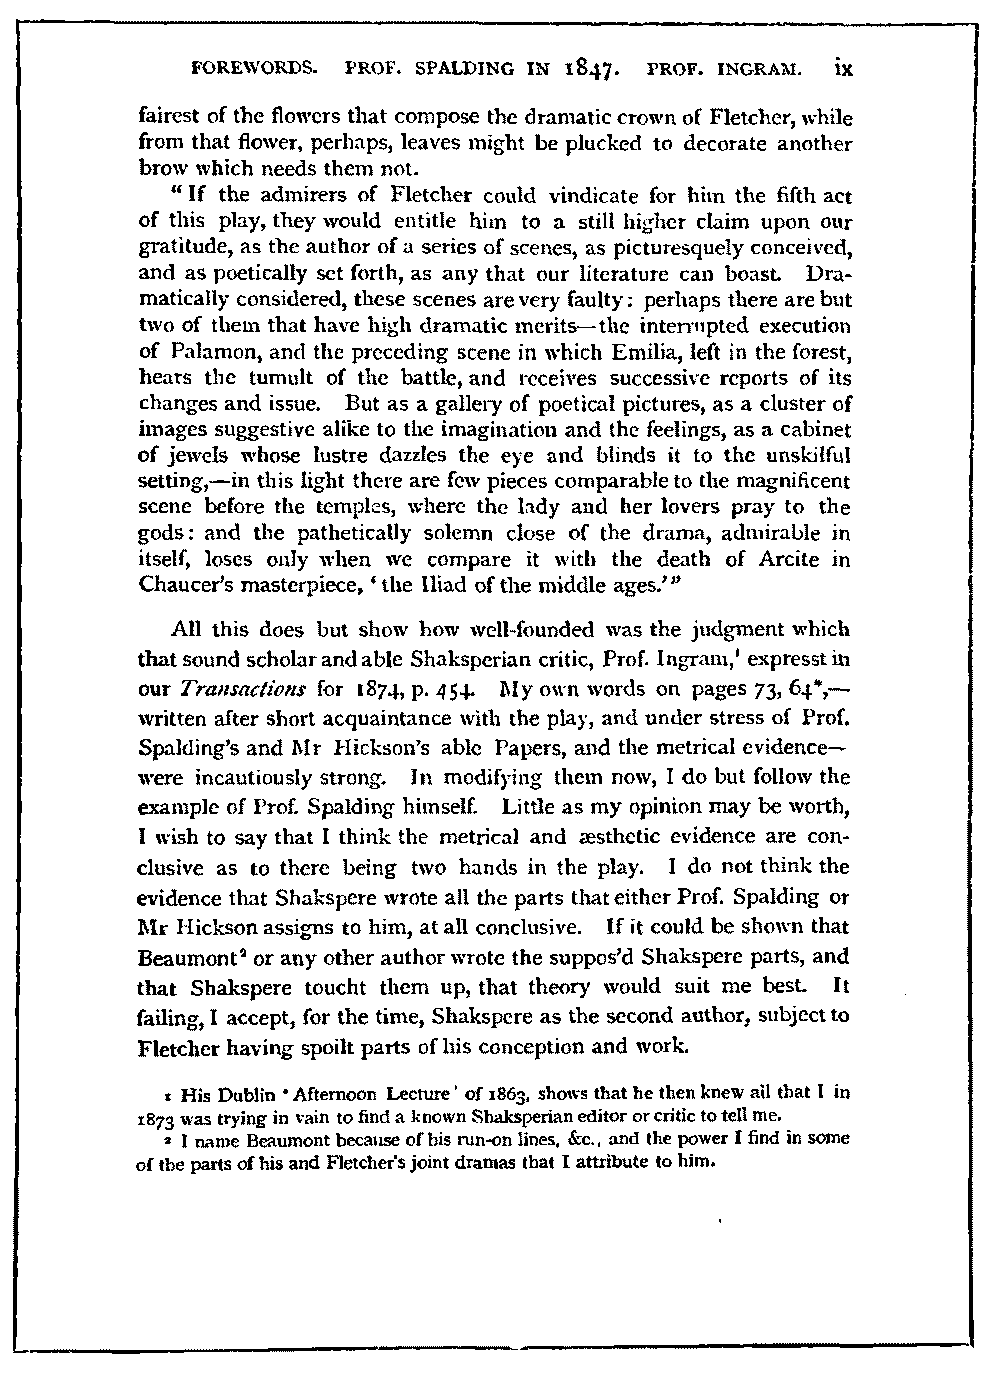 FOREWORDS. PROF. SPALDING IN 1847. PROF. INGRAM. ix
fairest of the flowers that compose the dramatic crown of Fletcher, while
from that flower, perhaps, leaves might be plucked to decorate another
brow which needs them not.
“If the admirers of Fletcher could vindicate for him the fifth act
of this play, they would entitle him to a still higher claim upon our
gratitude, as the author of a series of scenes, as picturesquely conceived,
and as poetically set forth, as any that our literature can boast. Dra-
matically considered, these scenes are very faulty: perhaps there are but
two of them that have high dramatic merits—the interrupted execution
of Palamon, and the preceding scene in which Emilia, left in the forest,
hears the tumult of the battle, and receives successive reports of its
changes and issue. But as a gallery of poetical pictures, as a cluster of
images suggestive alike to the imagination and the feelings, as a cabinet
of jewels whose lustre dazzles the eye and blinds it to the unskilful
setting,—in this light there are few pieces comparable to the magnificent
scene before the temples, where the lady and her lovers pray to the
gods: and the pathetically solemn close of the drama, admirable in
itself, loses only when we compare it with the death of Arcite in
Chaucer's masterpiece, ‘the Iliad of the middle ages.’”
All this does but show how well-founded was the judgment which
that sound scholar and able Shaksperian critic, Prof. Ingram,¹ expresst in
our Transactions for 1874, p. 454. My own words on pages 73, 64*,—
written after short acquaintance with the play, and under stress of Prof.
Spalding's and Mr Hickson's able Papers, and the metrical evidence—
were incautiously strong. In modifying them now, I do but follow the
example of Prof. Spalding himself. Little as my opinion may be worth,
I wish to say that I think the metrical and æsthetic evidence are con-
clusive as to there being two hands in the play. I do not think the
evidence that Shakspere wrote all the parts that either Prof. Spalding or
Mr Hickson assigns to him, at all conclusive. If it could be shown that
Beaumont² or any other author wrote the suppos'd Shakspere parts, and
that Shakspere toucht them up, that theory would suit me best. It
failing, I accept, for the time, Shakspere as the second author, subject to
Fletcher having spoilt parts of his conception and work.
¹ His Dublin ‘Afternoon Lecture’ of 1863, shows that he then knew all that I in
1873 was trying in vain to find a known Shaksperian editor or critic to tell me.
² I name Beaumont because of his run-on lines, &c., and the power I find in some
of the parts of his and Fletcher's joint dramas that I attribute to him.